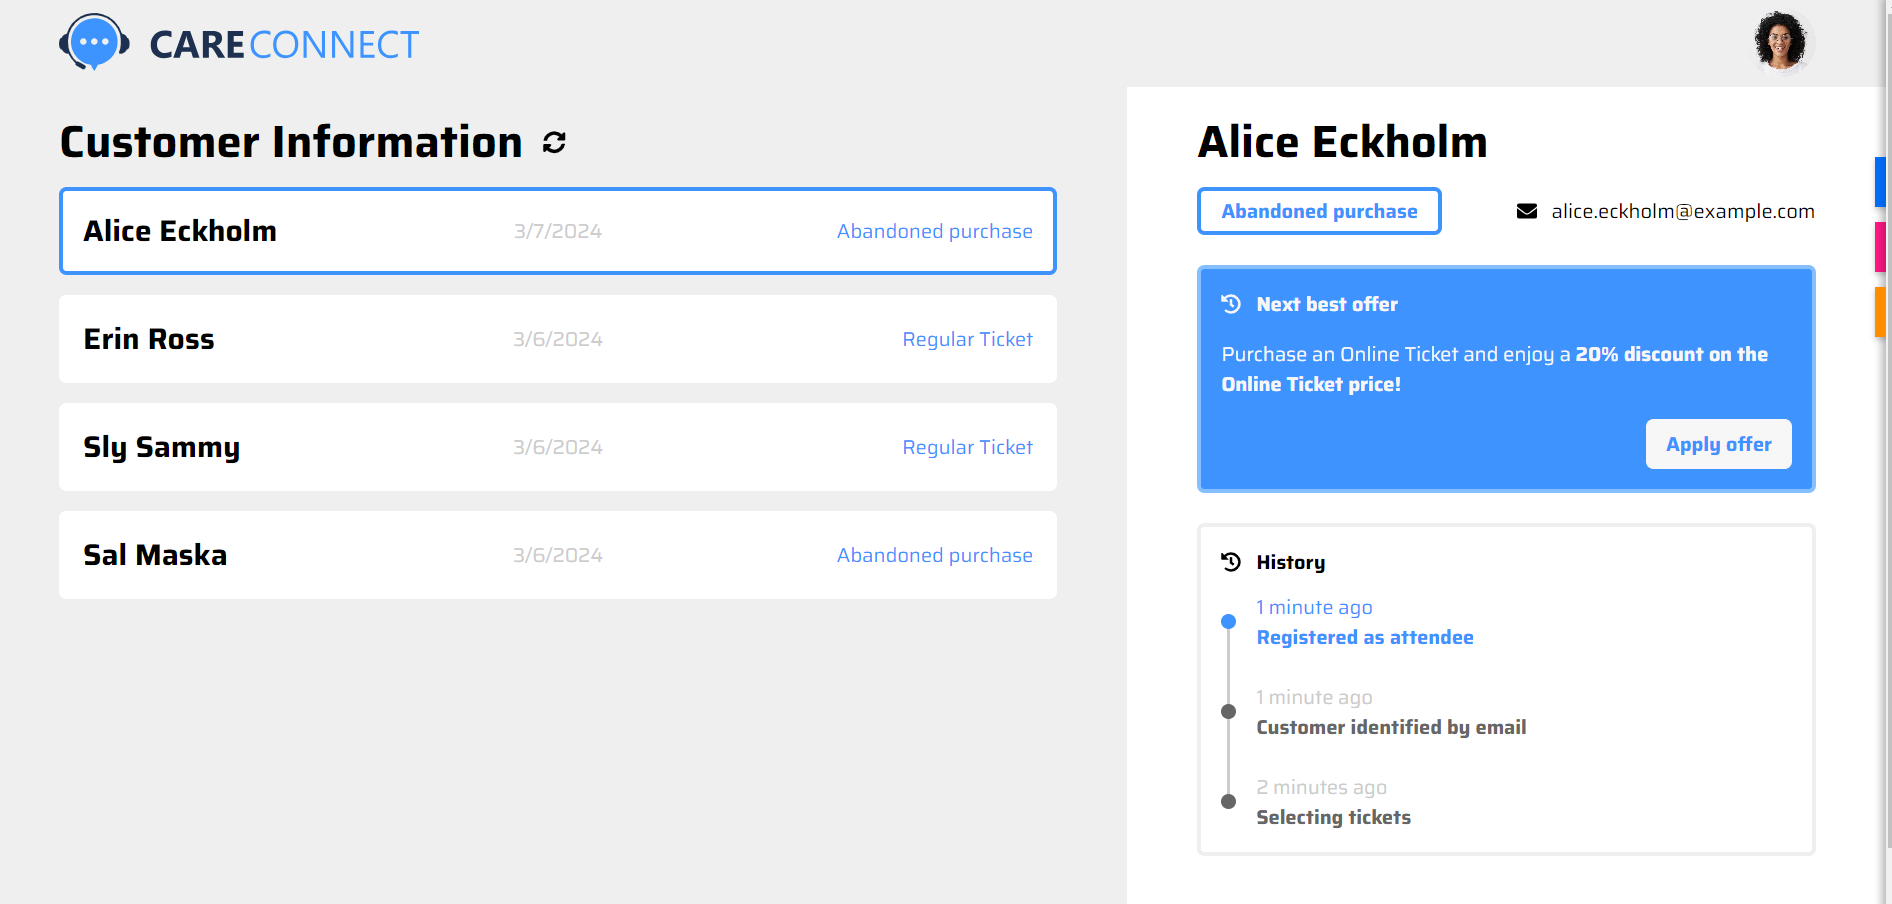 CARECONNECT
Customer Information
Alice Eckholm 3/7/2024 Abandoned purchase
Erin Ross 3/6/2024 Regular Ticket
Sly Sammy 3/6/2024 Regular Ticket
Sal Maska 3/6/2024 Abandoned purchase
Alice Eckholm
Abandoned purchase alice.eckholm@example.com
Next best offer
Purchase an Online Ticket and enjoy a 20% discount on the
Online Ticket price!
Apply offer
History
1 minute ago
Registered as attendee
1 minute ago
Customer identified by email
2 minutes ago
Selecting tickets